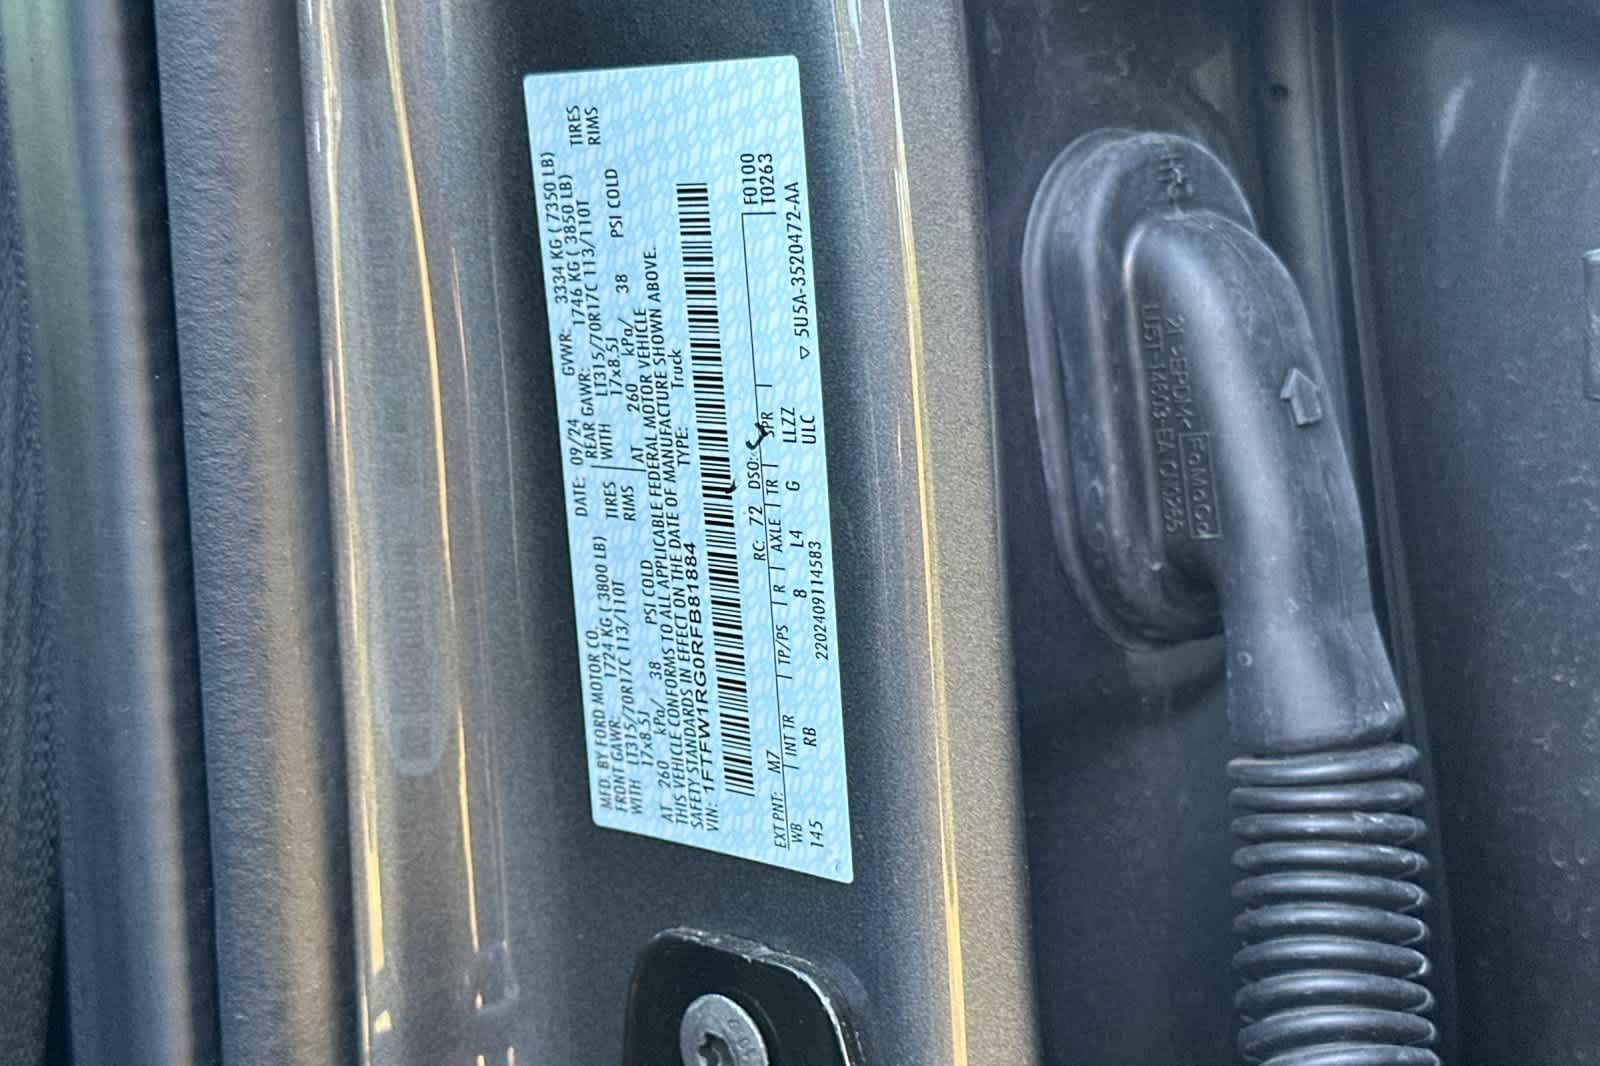 MFD. BY FORD MOTOR CO.
DATE: 09/24 GVWR: 3334 KG ( 7350 LB)
FRONT GAWR: 1724 KG ( 3800 LB)
REAR GAWR: 1746 KG ( 3850 LB)
WITH LT315/70R17C 113/110T TIRES
WITH LT315/70R17C 113/110T TIRES
17x8.5J RIMS
17x8.5J RIMS
AT 260 kPa/ 38 PSI COLD
AT 260 kPa/ 38 PSI COLD
THIS VEHICLE CONFORMS TO ALL APPLICABLE FEDERAL MOTOR VEHICLE
SAFETY STANDARDS IN EFFECT ON THE DATE OF MANUFACTURE SHOWN ABOVE.
VIN: 1FTFW1RG0RFB81884
TYPE: Truck
F0100
T0263
EXT PNT: M7 RC: 72 DSO:
WB INT TR TP/PS R AXLE TR SPR
145 RB 8 L4 G LLZZ
ULC
2202409114583
▽ 5U5A-3520472-AA
FoMoCo